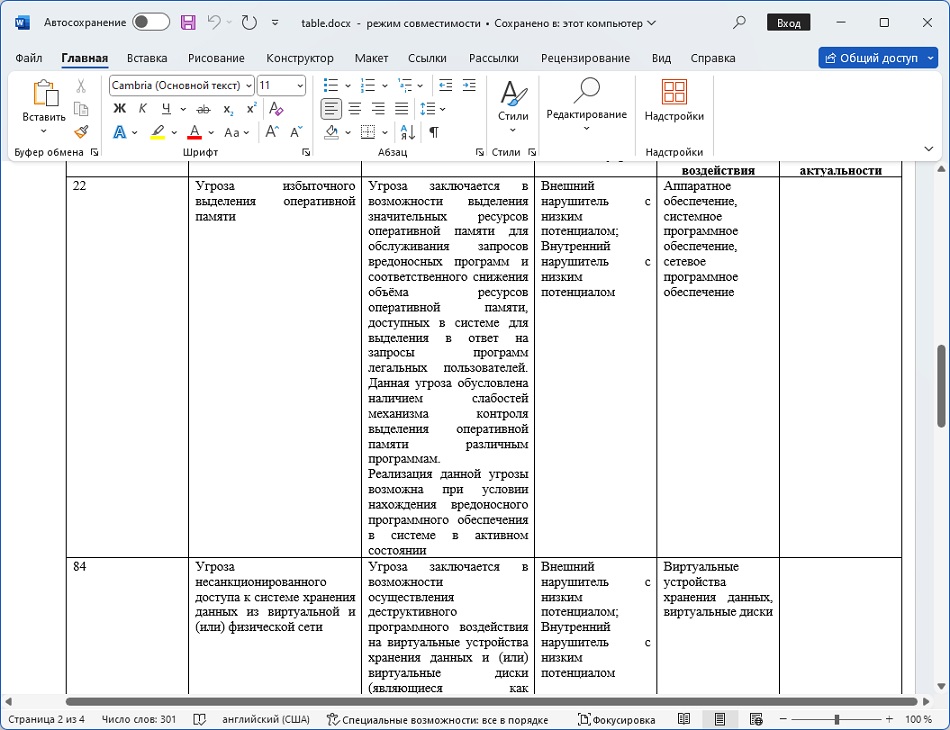 Автосохранение
table.docx - режим совместимости • Сохранено в: этот компьютер
Вход
Файл Главная Вставка Рисование Конструктор Макет Ссылки Рассылки Рецензирование Вид Справка
Общий доступ
Вставить
Cambria (Основной текст) 11
Ж К Ч ab x₂ x²
Aa
Стили
Редактирование
Настройки
Буфер обмена Шрифт Абзац Стили Настройки
воздействия актуальности
22
Угроза избыточного
выделения оперативной
памяти
Угроза заключается в
возможности выделения
значительных ресурсов
оперативной памяти для
обслуживания запросов
вредоносных программ и
соответственного снижения
объёма ресурсов
оперативной памяти,
доступных в системе для
выделения в ответ на
запросы программ
легальных пользователей.
Данная угроза обусловлена
наличием слабостей
механизма контроля
выделения оперативной
памяти различным
программам.
Реализация данной угрозы
возможна при условии
нахождения вредоносного
программного обеспечения
в системе в активном
состоянии
Внешний
нарушитель с
низким
потенциалом;
Внутренний
нарушитель с
низким
потенциалом
Аппаратное
обеспечение,
системное
программное
обеспечение,
сетевое
программное
обеспечение
84
Угроза
несанкционированного
доступа к системе хранения
данных из виртуальной и
(или) физической сети
Угроза заключается в
возможности
осуществления
деструктивного
программного воздействия
на виртуальные устройства
хранения данных и (или)
виртуальные диски
(являющиеся как
Внешний
нарушитель с
низким
потенциалом;
Внутренний
нарушитель с
низким
потенциалом
Виртуальные
устройства
хранения данных,
виртуальные диски
Страница 2 из 4 Число слов: 301 английский (США) Специальные возможности: все в порядке Фокусировка 100 %